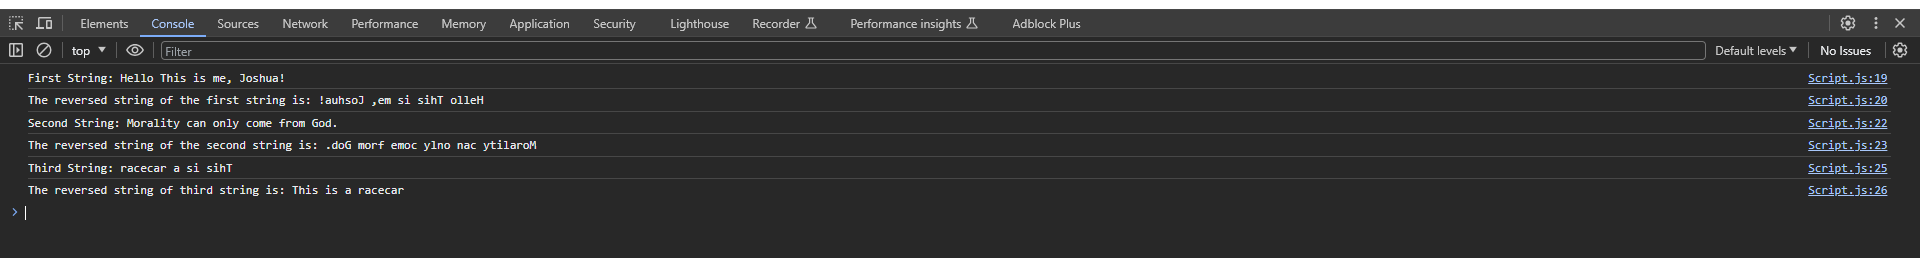 Elements Console Sources Network Performance Memory Application Security Lighthouse Recorder Performance insights Adblock Plus
top Filter Default levels No Issues
First String: Hello This is me, Joshua! Script.js:19
The reversed string of the first string is: !auhsoJ ,em si sihT olleH Script.js:20
Second String: Morality can only come from God. Script.js:22
The reversed string of the second string is: .doG morf emoc ylno nac ytilaroM Script.js:23
Third String: racecar a si sihT Script.js:25
The reversed string of third string is: This is a racecar Script.js:26